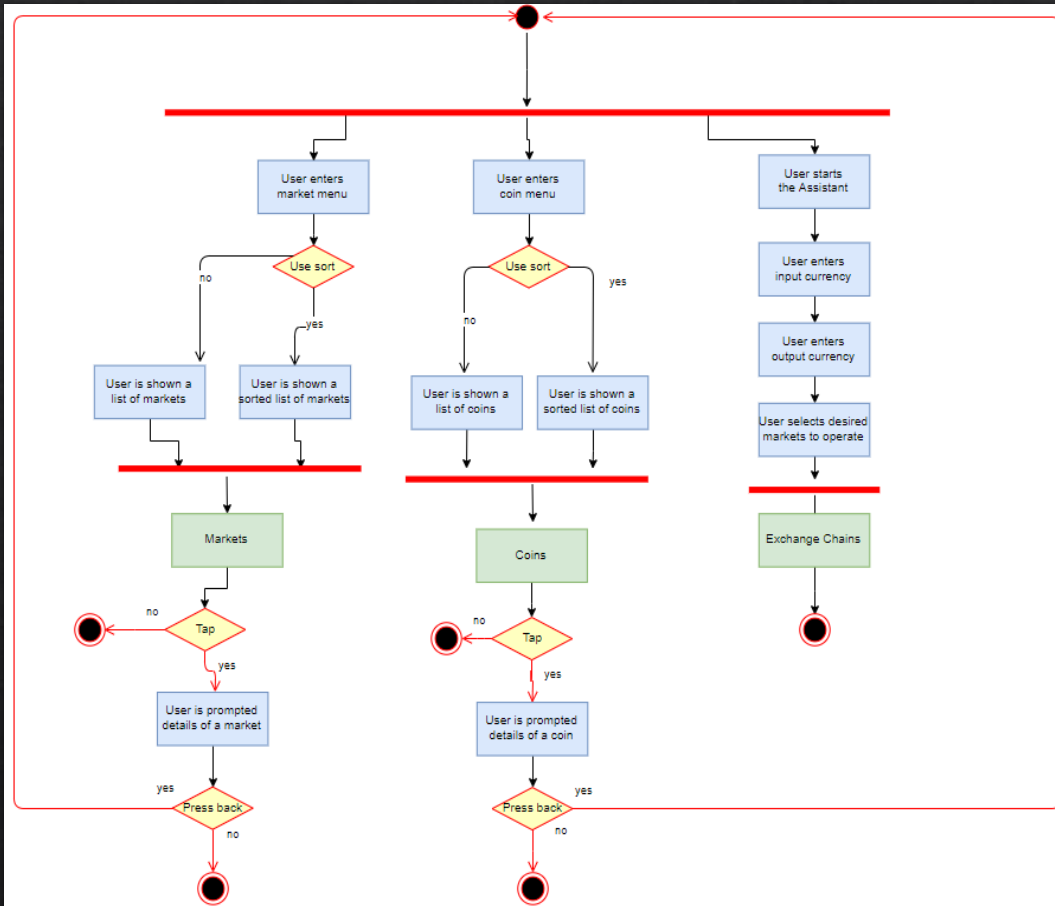 User enters
market menu
User enters
coin menu
User starts
the Assistant
Use sort
no
yes
Use sort
no
yes
User enters
input currency
User enters
output currency
User is shown a
list of markets
User is shown a
sorted list of markets
User is shown a
list of coins
User is shown a
sorted list of coins
User selects desired
markets to operate
Markets
Coins
Exchange Chains
no
Tap
yes
no
Tap
yes
User is prompted
details of a market
User is prompted
details of a coin
yes
Press back
no
yes
Press back
no